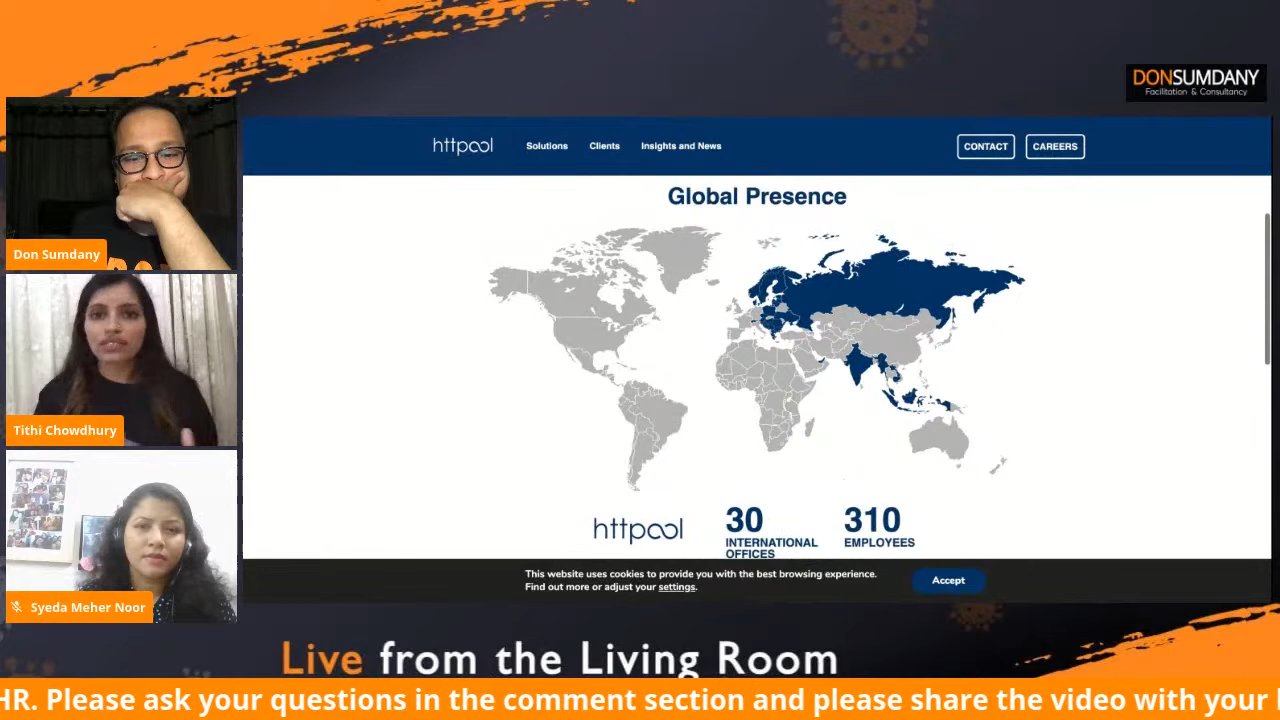 DONSUMDANY
Facilitation & Consultancy
httpool
Solutions
Clients
Insights and News
CONTACT
CAREERS
Global Presence
Don Sumdany
Tithi Chowdhury
Syeda Meher Noor
httpool
30
INTERNATIONAL
OFFICES
310
EMPLOYEES
This website uses cookies to provide you with the best browsing experience.
Find out more or adjust your settings.
Accept
Live from the Living Room
HR. Please ask your questions in the comment section and please share the video with your